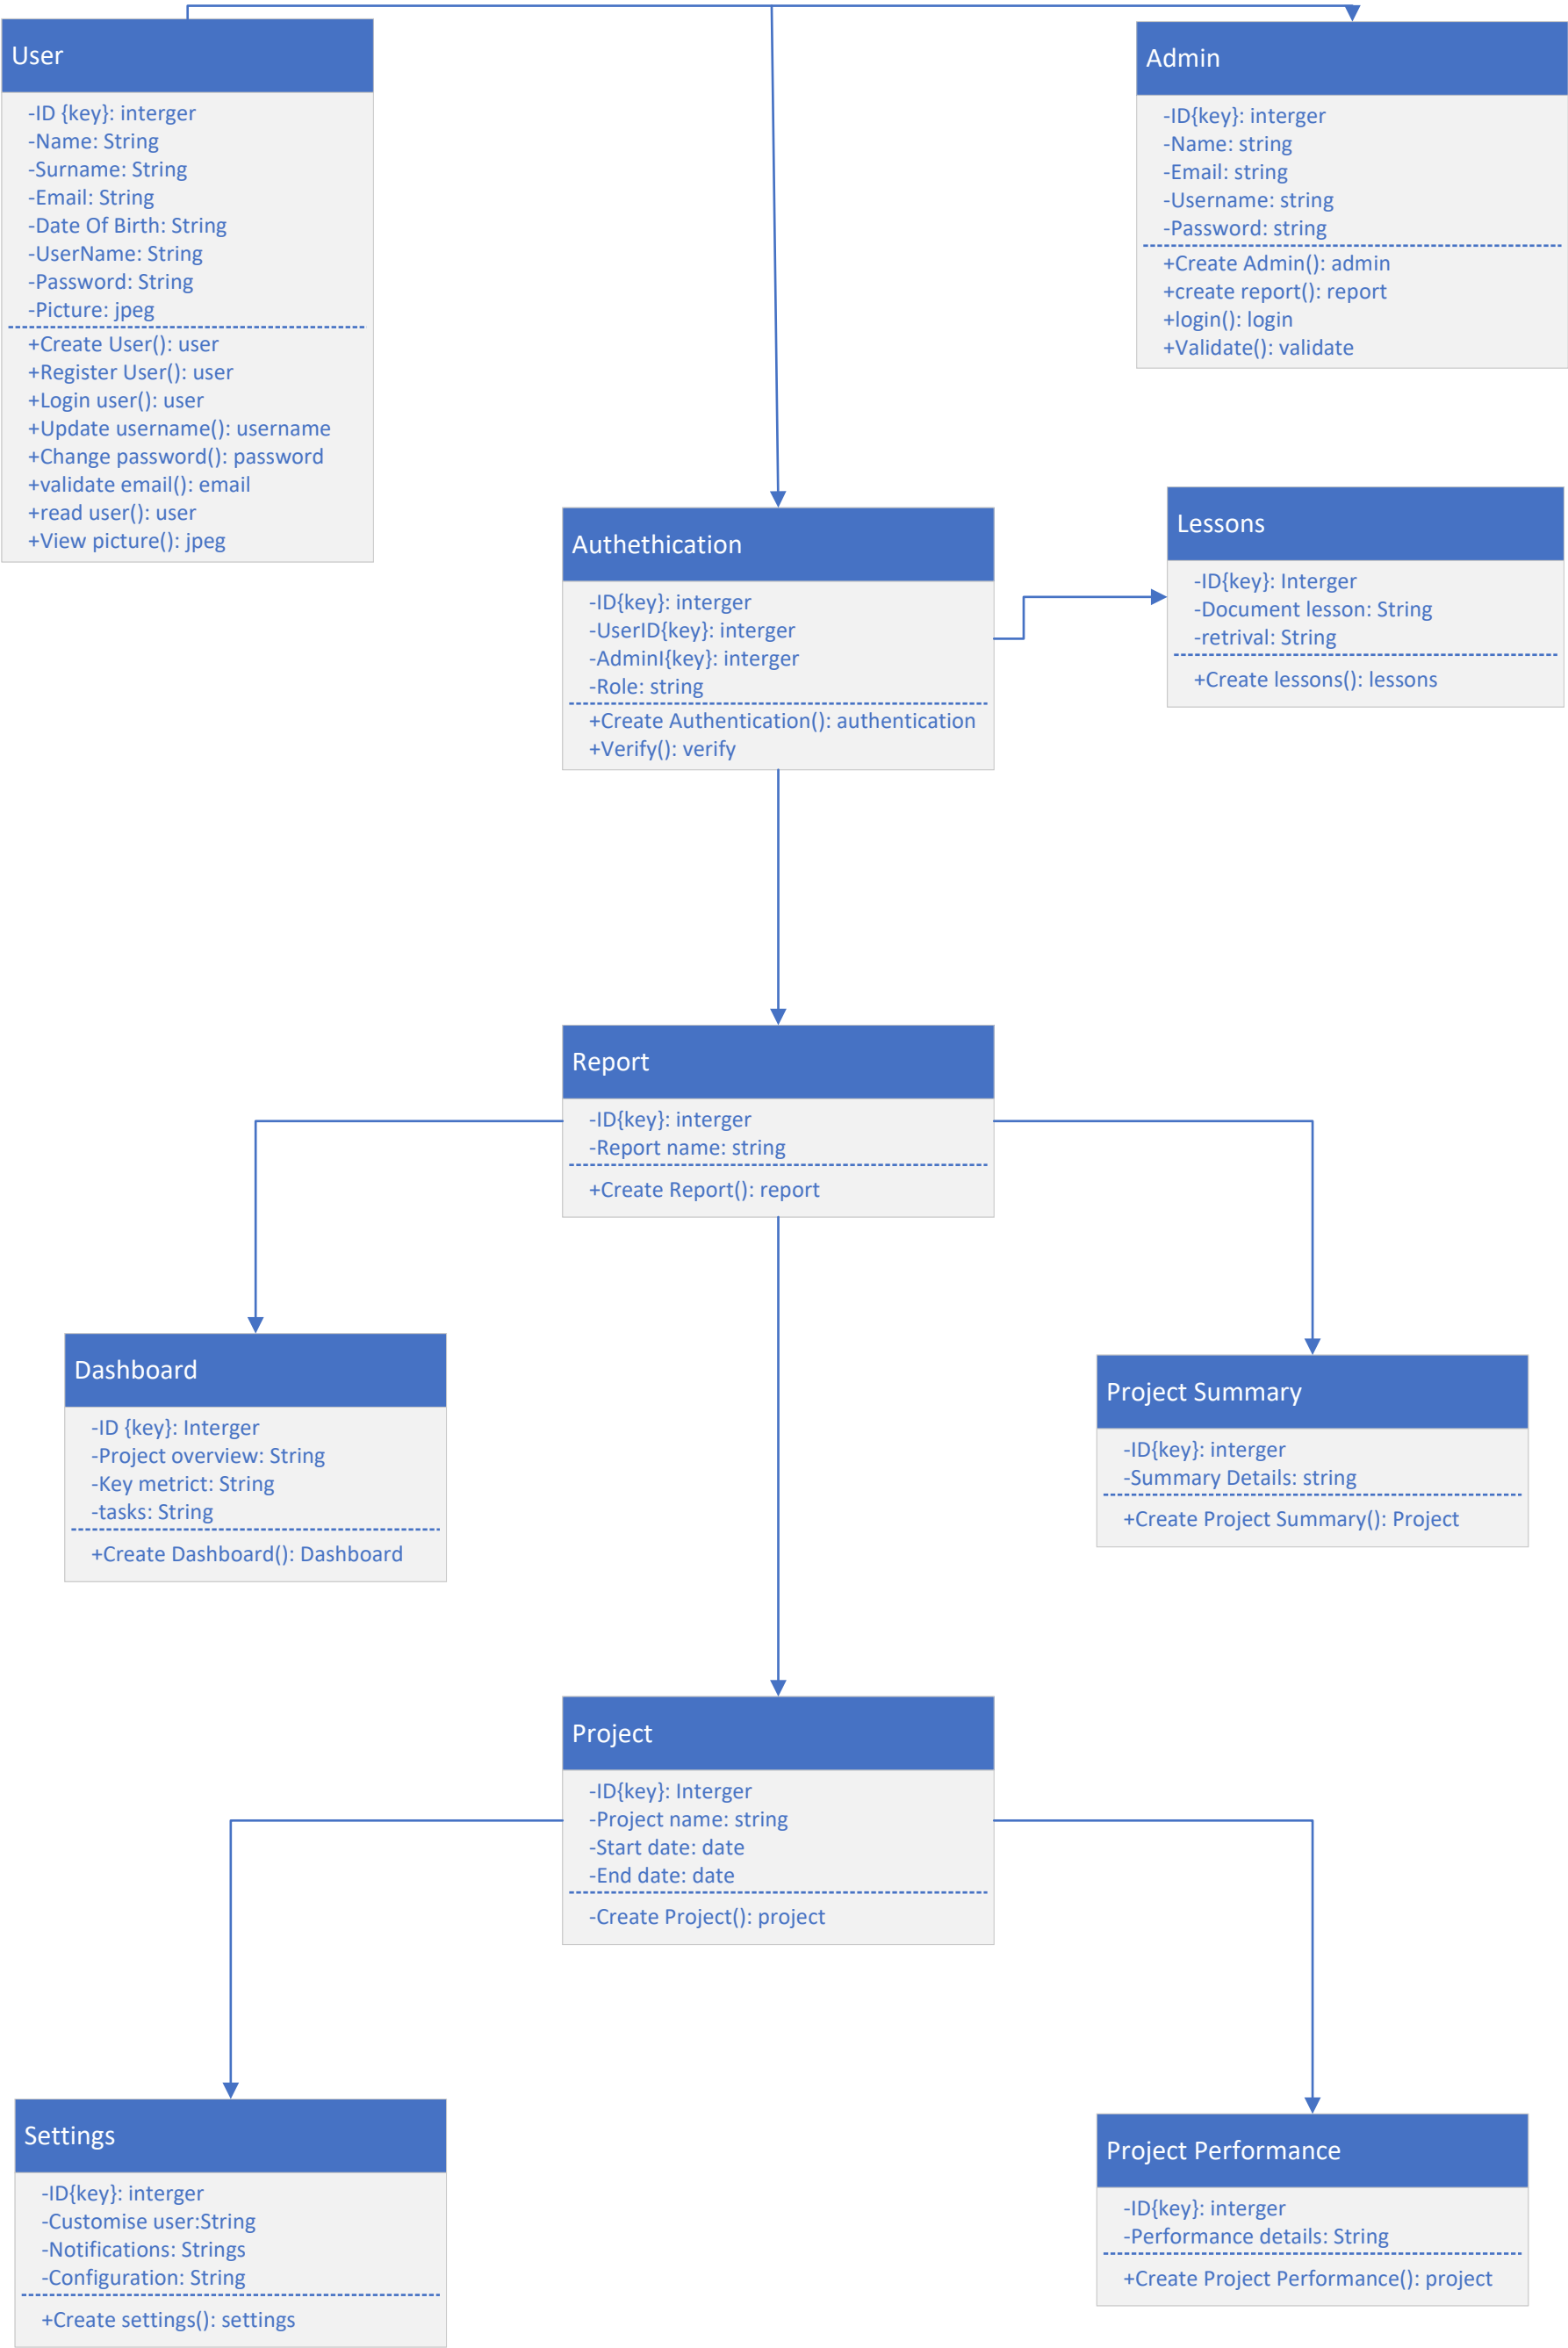 User
-ID {key}: interger
-Name: String
-Surname: String
-Email: String
-Date Of Birth: String
-UserName: String
-Password: String
-Picture: jpeg
+Create User(): user
+Register User(): user
+Login user(): user
+Update username(): username
+Change password(): password
+validate email(): email
+read user(): user
+View picture(): jpeg
Admin
-ID{key}: interger
-Name: string
-Email: string
-Username: string
-Password: string
+Create Admin(): admin
+create report(): report
+login(): login
+Validate(): validate
Authethication
-ID{key}: interger
-UserID{key}: interger
-AdminI{key}: interger
-Role: string
+Create Authentication(): authentication
+Verify(): verify
Lessons
-ID{key}: Interger
-Document lesson: String
-retrival: String
+Create lessons(): lessons
Report
-ID{key}: interger
-Report name: string
+Create Report(): report
Dashboard
-ID {key}: Interger
-Project overview: String
-Key metrict: String
-tasks: String
+Create Dashboard(): Dashboard
Project Summary
-ID{key}: interger
-Summary Details: string
+Create Project Summary(): Project
Project
-ID{key}: Interger
-Project name: string
-Start date: date
-End date: date
-Create Project(): project
Settings
-ID{key}: interger
-Customise user:String
-Notifications: Strings
-Configuration: String
+Create settings(): settings
Project Performance
-ID{key}: interger
-Performance details: String
+Create Project Performance(): project